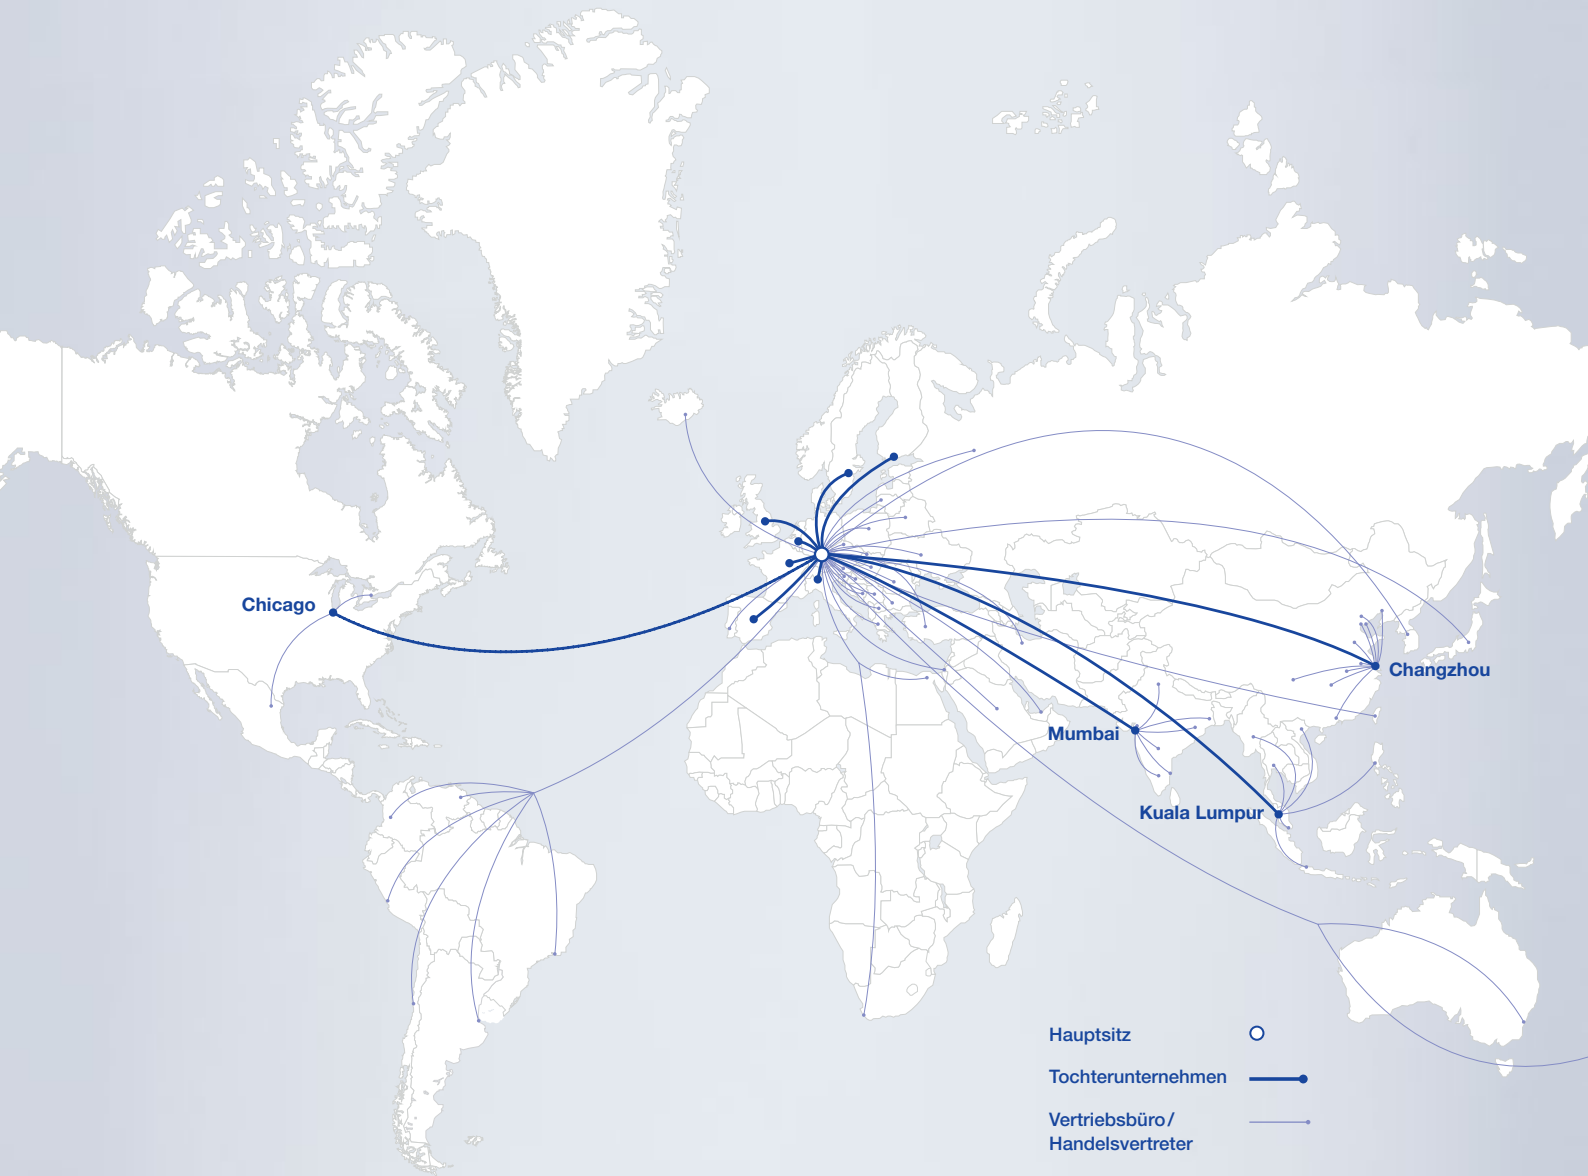 Chicago
Changzhou
Mumbai
Kuala Lumpur
Hauptsitz
Tochterunternehmen
Vertriebsbüro/
Handelsvertreter